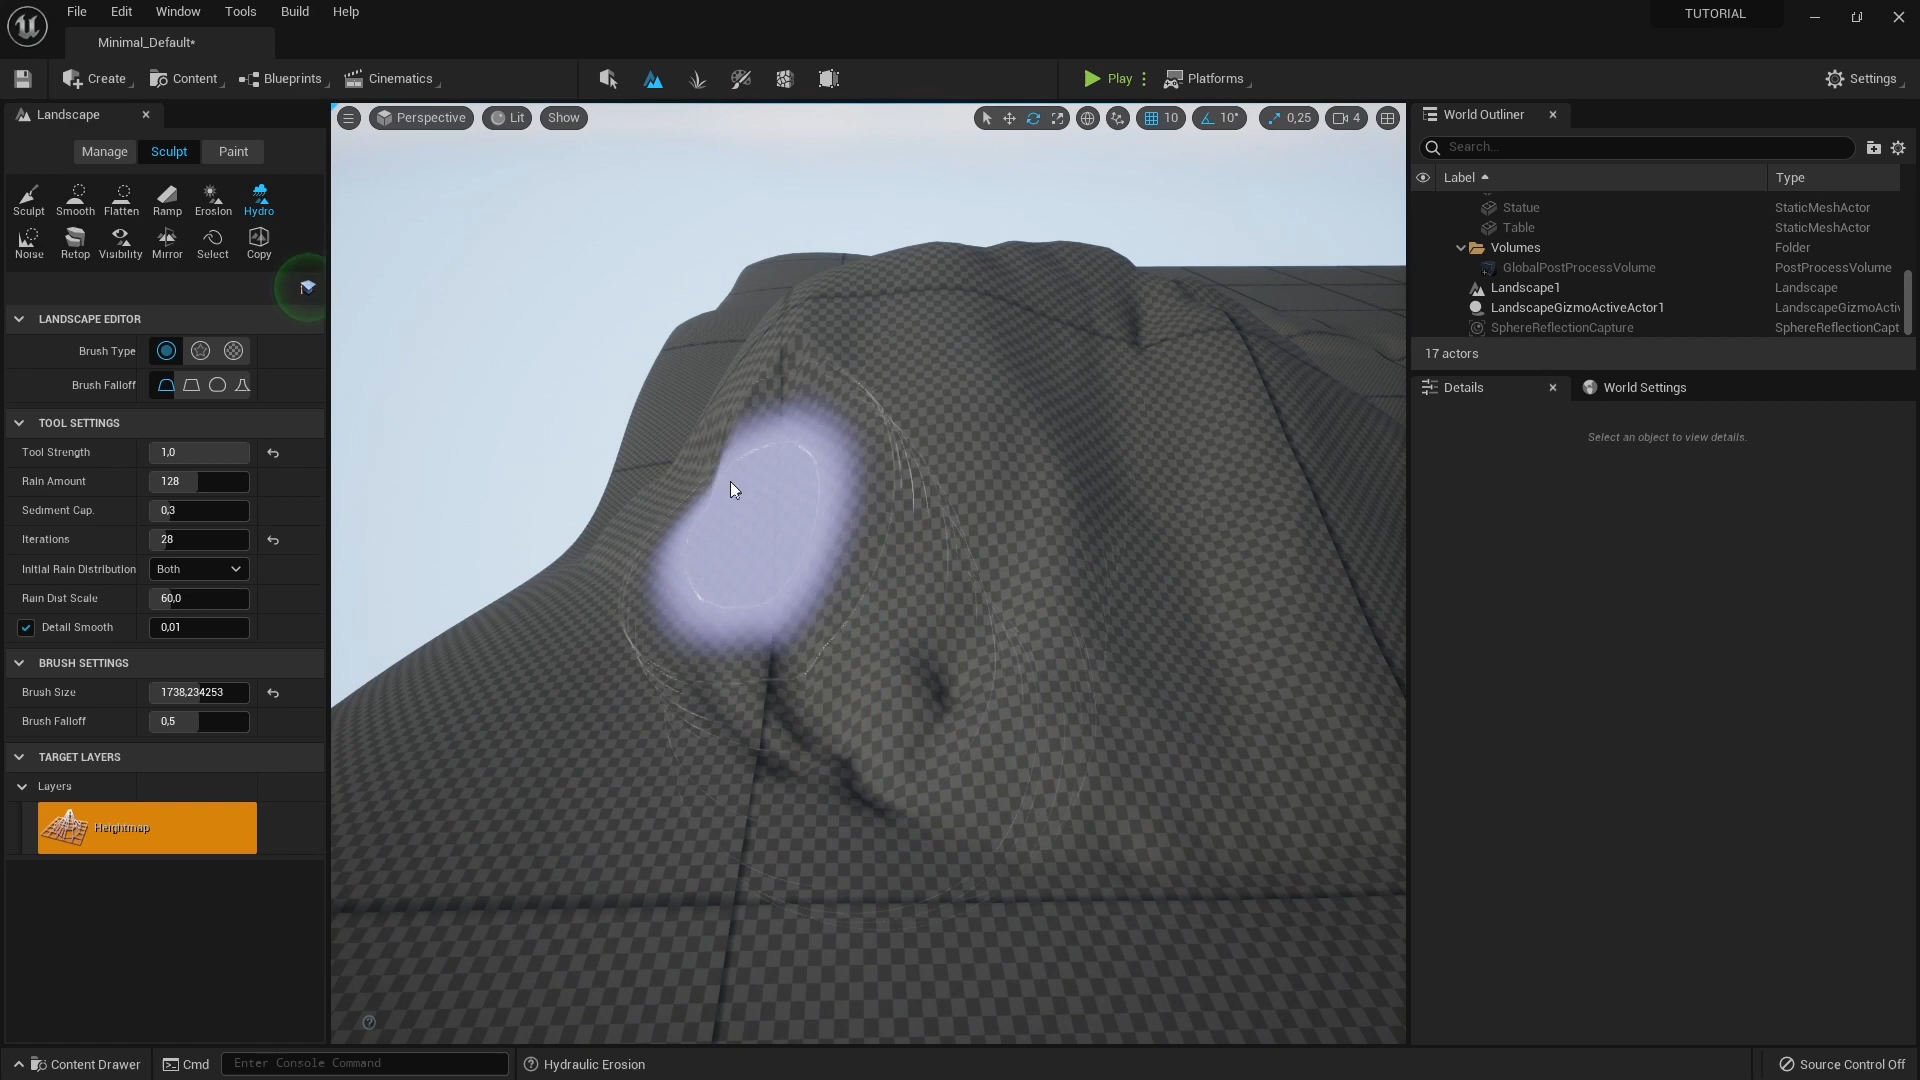 File Edit Window Tools Build Help
TUTORIAL
Minimal_Default*
Create Content Blueprints Cinematics Play Platforms Settings
Landscape
Manage Sculpt Paint
Sculpt Smooth Flatten Ramp Erosion Hydro
Noise Retop Visibility Mirror Select Copy
LANDSCAPE EDITOR
Brush Type
Brush Falloff
TOOL SETTINGS
Tool Strength 1,0
Rain Amount 128
Sediment Cap. 0,3
Iterations 28
Initial Rain Distribution Both
Rain Dist Scale 60,0
Detail Smooth 0,01
BRUSH SETTINGS
Brush Size 1738,234253
Brush Falloff 0,5
TARGET LAYERS
Layers
Heightmap
Perspective Lit Show 10 10° 0,25 4
World Outliner
Search...
Label Type
Statue StaticMeshActor
Table StaticMeshActor
Volumes Folder
GlobalPostProcessVolume PostProcessVolume
Landscape1 Landscape
LandscapeGizmoActiveActor1 LandscapeGizmoActiv
SphereReflectionCapture SphereReflectionCapt
17 actors
Details World Settings
Select an object to view details.
Content Drawer Cmd Enter Console Command Hydraulic Erosion Source Control Off